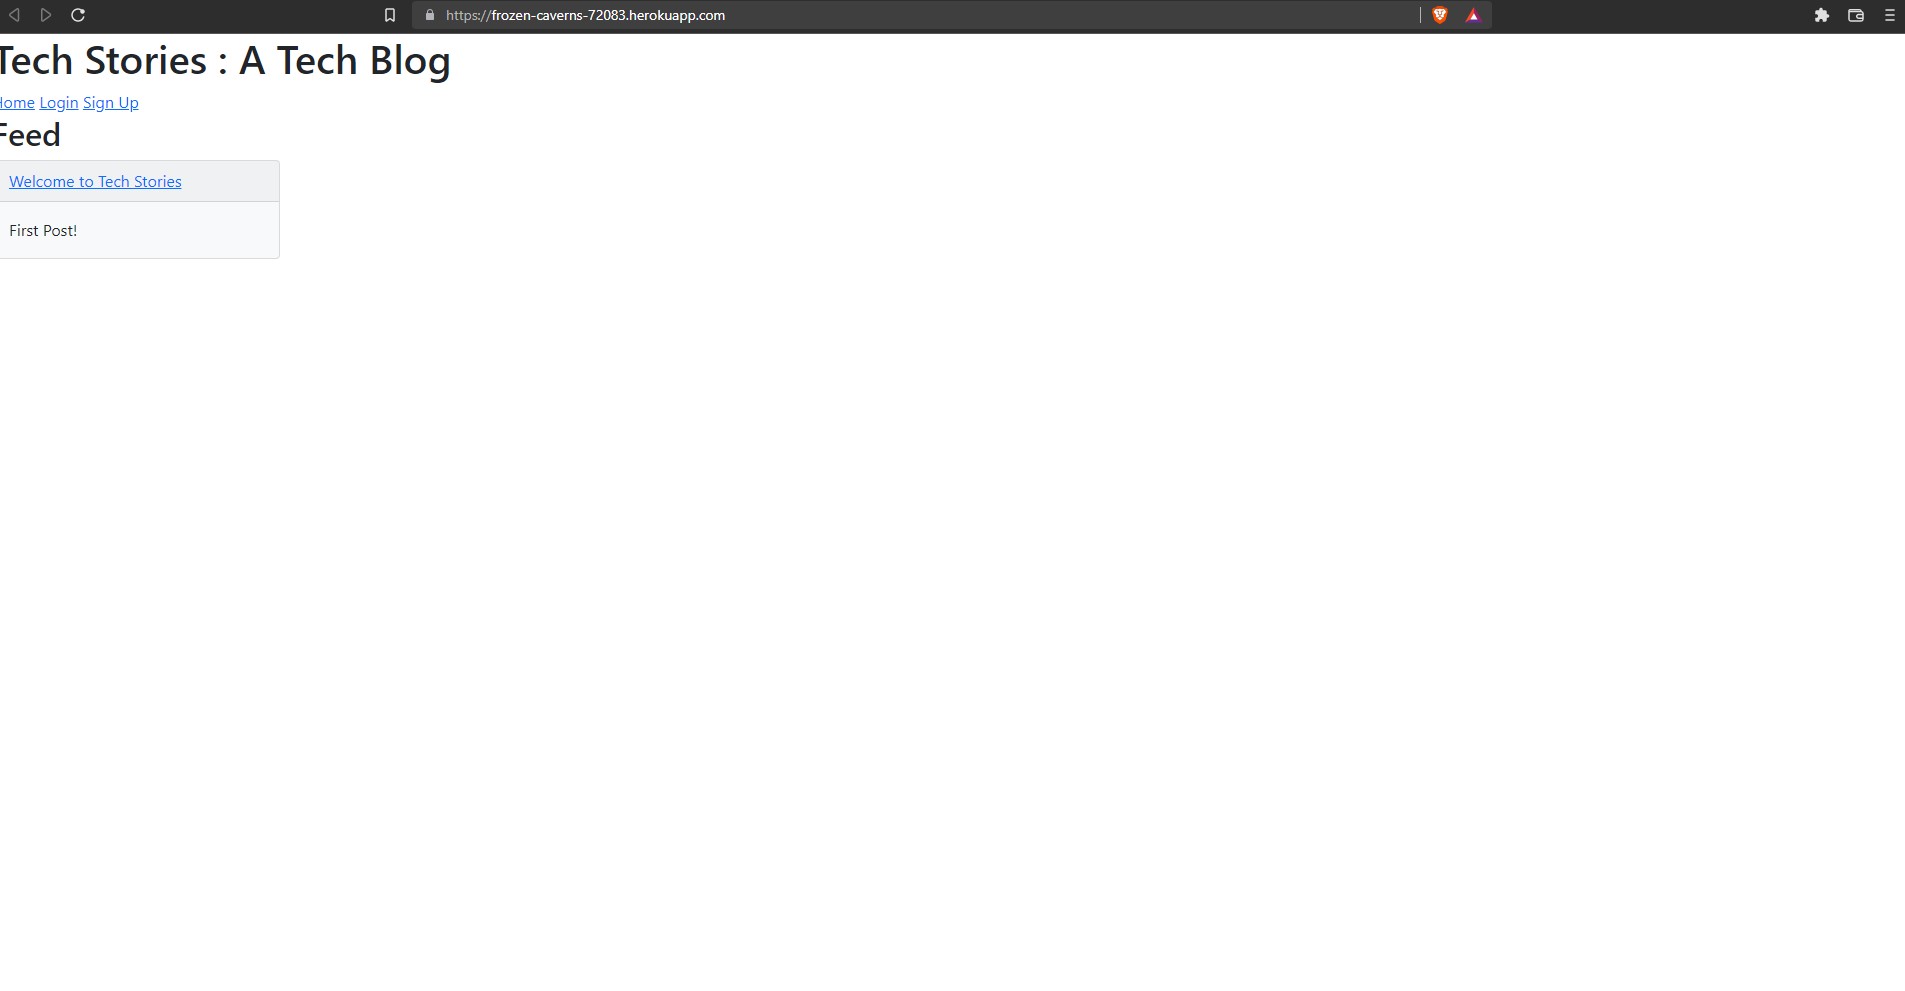 https://frozen-caverns-72083.herokuapp.com
Tech Stories : A Tech Blog
Home Login Sign Up
Feed
Welcome to Tech Stories
First Post!